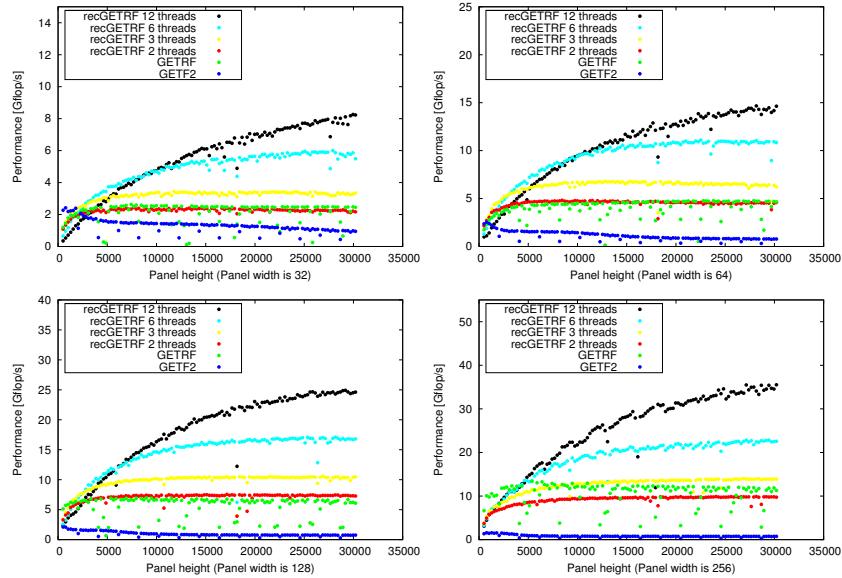 14
12
10
8
6
4
2
0
Performance [Gflop/s]
recGETRF 12 threads
recGETRF 6 threads
recGETRF 3 threads
recGETRF 2 threads
GETRF
GETF2
0 5000 10000 15000 20000 25000 30000 35000
Panel height (Panel width is 32)
25
20
15
10
5
0
Performance [Gflop/s]
recGETRF 12 threads
recGETRF 6 threads
recGETRF 3 threads
recGETRF 2 threads
GETRF
GETF2
0 5000 10000 15000 20000 25000 30000 35000
Panel height (Panel width is 64)
40
35
30
25
20
15
10
5
0
Performance [Gflop/s]
recGETRF 12 threads
recGETRF 6 threads
recGETRF 3 threads
recGETRF 2 threads
GETRF
GETF2
0 5000 10000 15000 20000 25000 30000 35000
Panel height (Panel width is 128)
50
40
30
20
10
0
Performance [Gflop/s]
recGETRF 12 threads
recGETRF 6 threads
recGETRF 3 threads
recGETRF 2 threads
GETRF
GETF2
0 5000 10000 15000 20000 25000 30000 35000
Panel height (Panel width is 256)